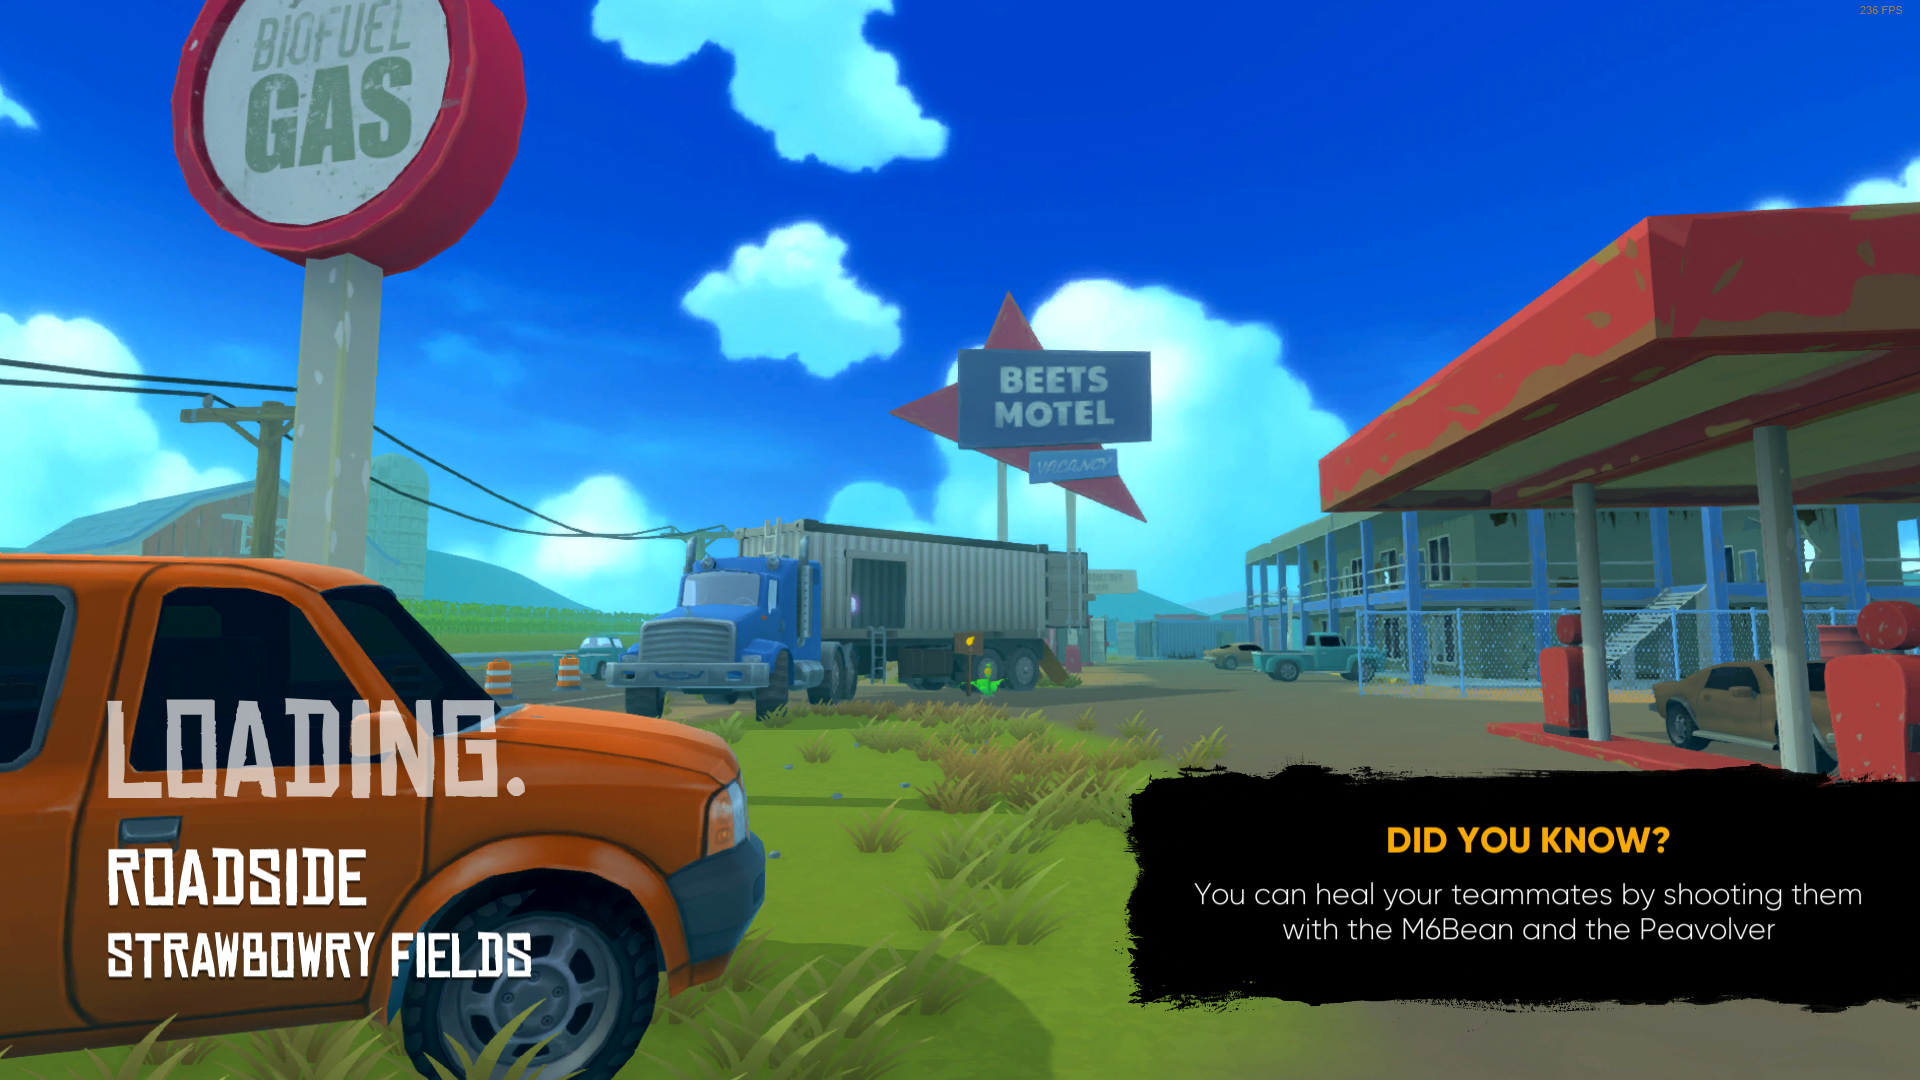 236 FPS
BIOFUEL
GAS
BEETS
MOTEL
VACANCY
LOADING.
ROADSIDE
STRAWBOWRY FIELDS
DID YOU KNOW?
You can heal your teammates by shooting them
with the M6Bean and the Peavolver